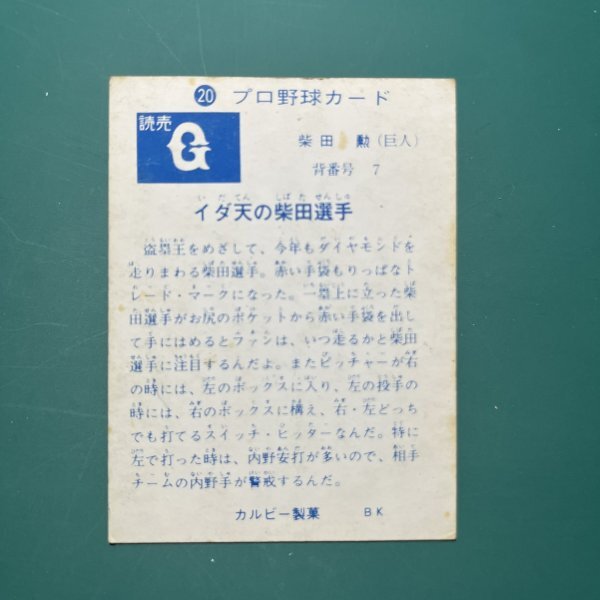 20 プロ野球カード
読売
G
柴田 勲（巨人）
背番号 7
イダ天の柴田選手
盗塁王をめざして、今年もダイヤモンドを
走りまわる柴田選手。赤い手袋もりっぱなト
レード・マークになった。一塁上に立った柴
田選手がお尻のポケットから赤い手袋を出し
て手にはめるとファンは、いつ走るかと柴田
選手に注目するんだよ。またピッチャーが右
の時には、左のボックスに入り、左の投手の
時には、右のボックスに構え、右・左どっち
でも打てるスイッチ・ヒッターなんだ。特に
左で打った時は、内野安打が多いので、相手
チームの内野手が警戒するんだ。
カルビー製菓 BK